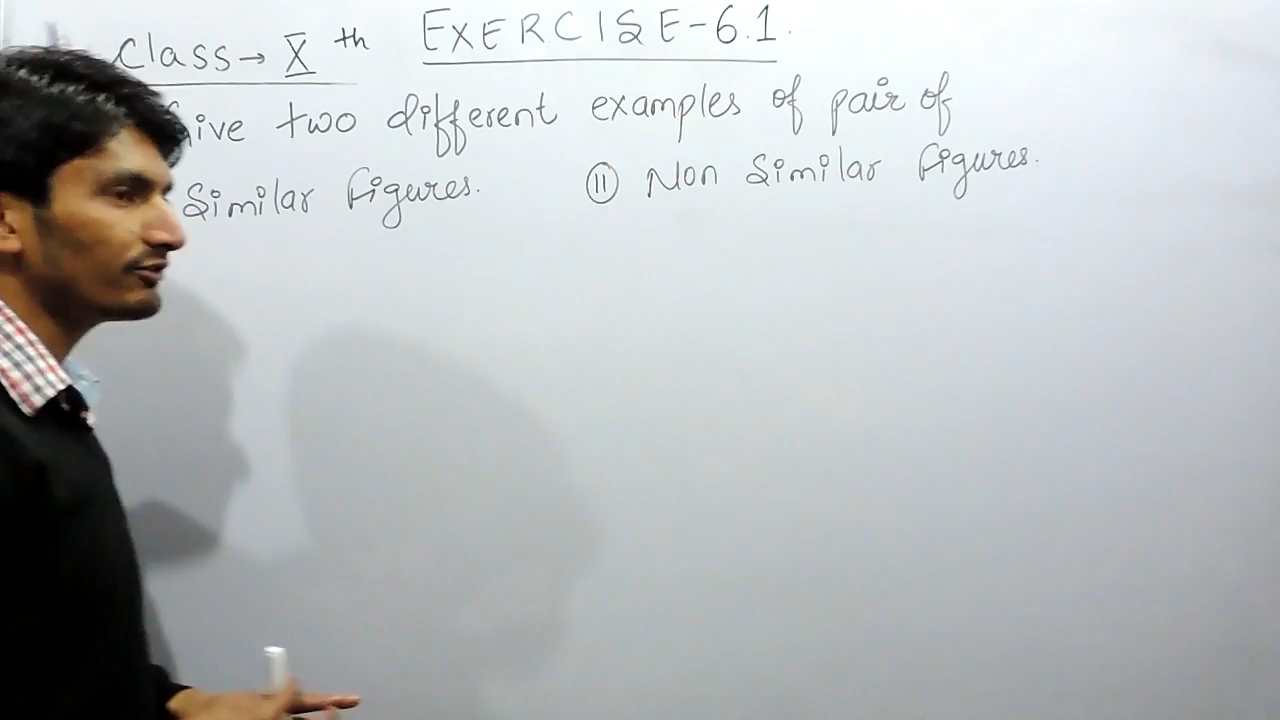 Class → X th EXERCISE-6.1.
Give two different examples of pair of
Similar Figures. (II) Non Similar Figures.